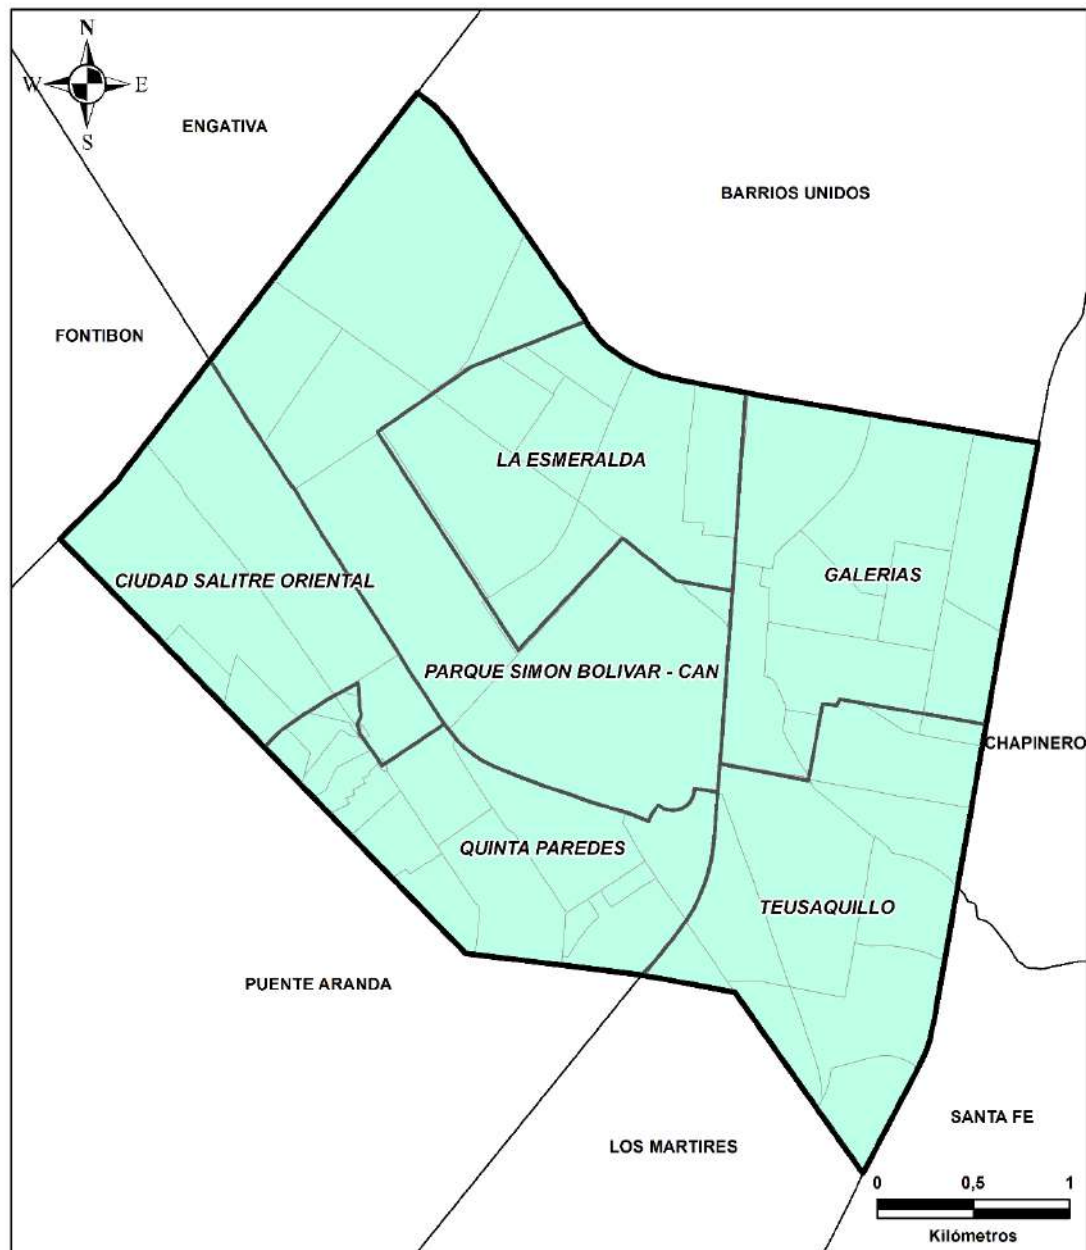 N
W E
S
ENGATIVA
BARRIOS UNIDOS
FONTIBON
LA ESMERALDA
GALERIAS
CIUDAD SALITRE ORIENTAL
PARQUE SIMON BOLIVAR - CAN
CHAPINERO
QUINTA PAREDES
TEUSAQUILLO
PUENTE ARANDA
SANTA FE
LOS MARTIRES
0 0,5 1
Kilómetros